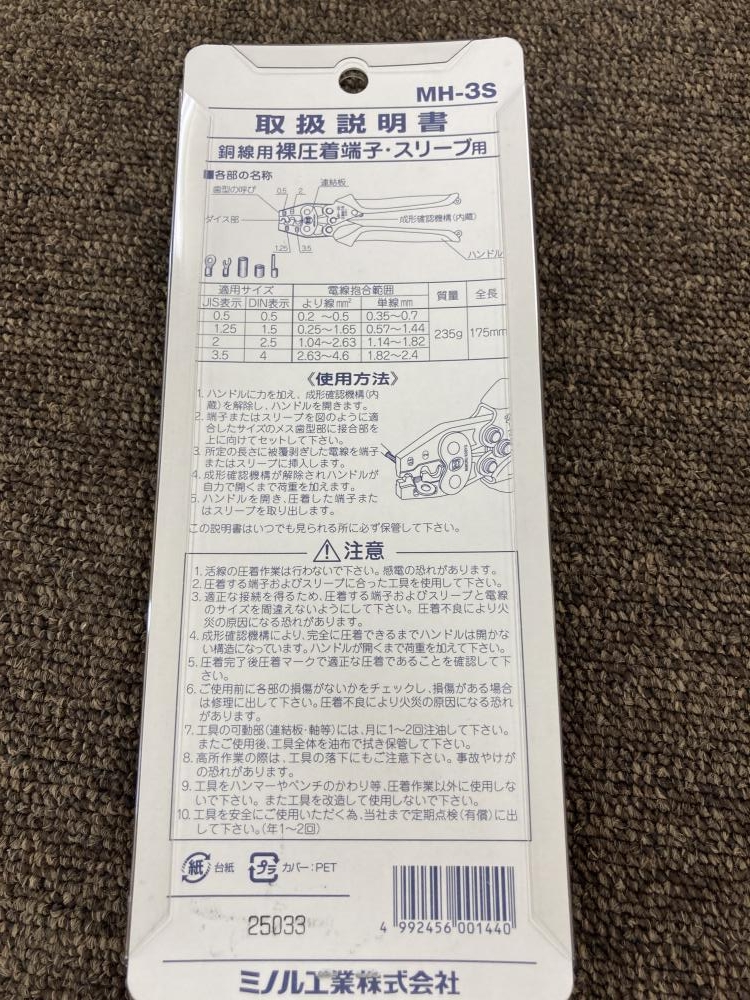 MH-3S
取扱説明書
銅線用 裸圧着端子・スリーブ用
■各部の名称
歯型の呼び
0.5
2
連結板
ダイス部
成形確認機構(内蔵)
1.25
3.5
ハンドル
適用サイズ 電線抱合範囲 質量 全長
JIS表示 DIN表示 より線mm² 単線mm
0.5 0.5 0.2 ～0.5 0.35～0.7
1.25 1.5 0.25～1.65 0.57～1.44
235g 175mm
2 2.5 1.04～2.63 1.14～1.82
3.5 4 2.63～4.6 1.82～2.4
《使用方法》
1. ハンドルに力を加え、成形確認機構(内
蔵)を解除し、ハンドルを開きます。
2. 端子またはスリーブを図のように適
合したサイズのメス歯型部に接合部を
上に向けてセットして下さい。
3. 所定の長さに被覆剥ぎした電線を端子
またはスリーブに挿入します。
4. 成形確認機構が解除されハンドルが
自力で開くまで荷重を加えます。
5. ハンドルを開き、圧着した端子また
はスリーブを取り出します。
この説明書はいつでも見られる所に必ず保管して下さい。
⚠注意
1. 活線の圧着作業は行わないで下さい。感電の恐れがあります。
2. 圧着する端子およびスリーブに合った工具を使用して下さい。
3. 適正な接続を得るため、圧着する端子およびスリーブと電線
のサイズを間違えないようにして下さい。圧着不良により火
災の原因になる恐れがあります。
4. 成形確認機構により、完全に圧着できるまでハンドルは開かな
い構造になっています。ハンドルが開くまで荷重を加えて下さい。
5. 圧着完了後圧着マークで適正な圧着であることを確認して下
さい。
6. ご使用前に各部の損傷がないかをチェックし、損傷がある場合
は修理に出して下さい。圧着不良により火災の原因になる恐れ
があります。
7. 工具の可動部(連結板・軸等)には、月に1～2回注油して下さい。
またご使用後、工具全体を油布で拭き保管して下さい。
8. 高所作業の際は、工具の落下にもご注意下さい。事故やけが
の恐れがあります。
9. 工具をハンマーやペンチのかわり等、圧着作業以外に使用しな
いで下さい。また工具を改造して使用しないで下さい。
10. 工具を安全にご使用いただく為、当社まで定期点検(有償)に出
して下さい。(年1～2回)
紙 台紙 プラ カバー:PET
25033
4 992456 001440
ミノル工業株式会社